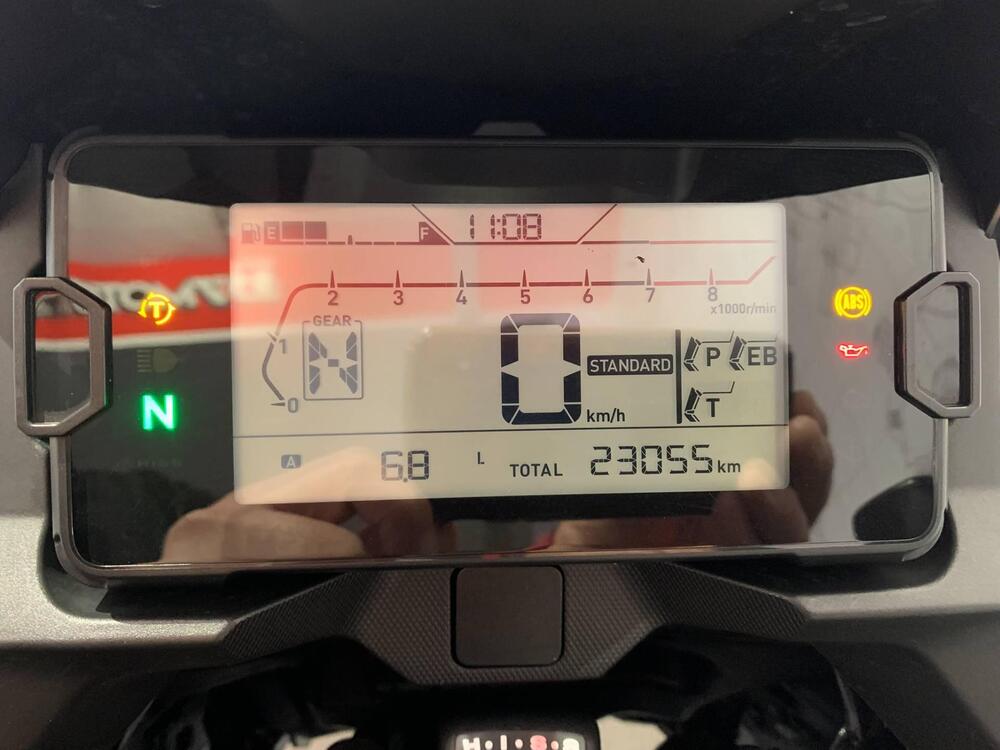 E F 11:08
2 3 4 5 6 7 8
x1000r/min
T ABS
GEAR
1
N 0 STANDARD P EB
0 km/h T
N
A 6.8 L TOTAL 23055 km
H·I·S·S